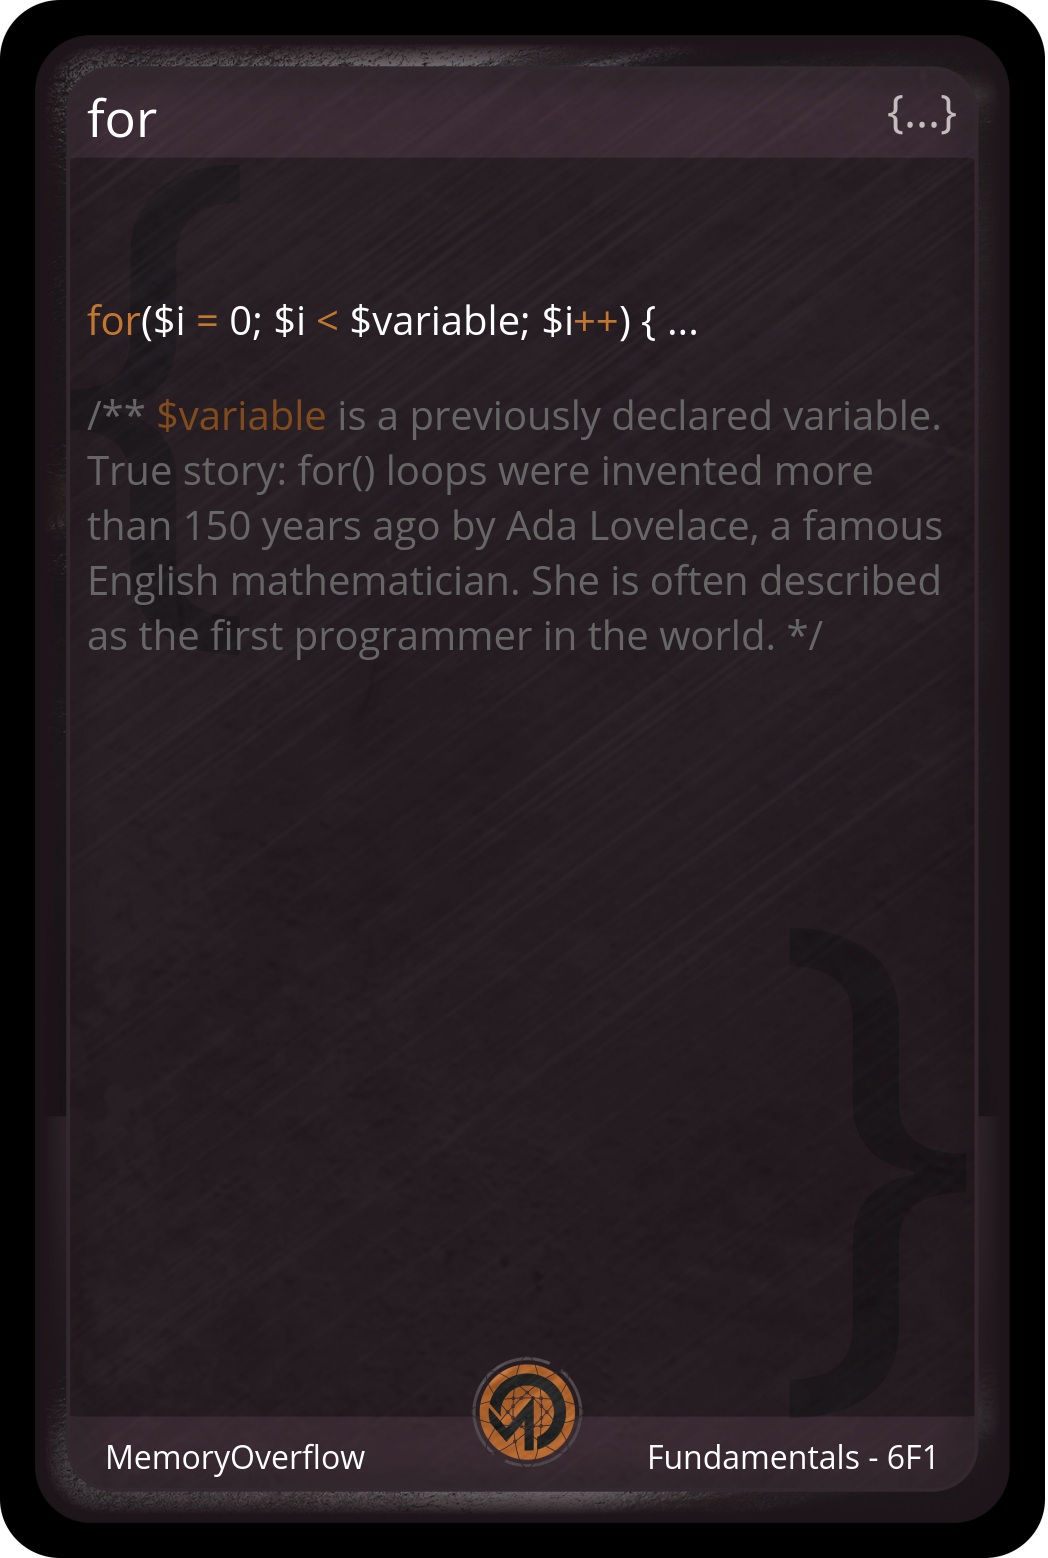 for
{...}
for($i = 0; $i < $variable; $i++) { ...
/** $variable is a previously declared variable.
True story: for() loops were invented more
than 150 years ago by Ada Lovelace, a famous
English mathematician. She is often described
as the first programmer in the world. */
{
}
MemoryOverflow
Fundamentals - 6F1